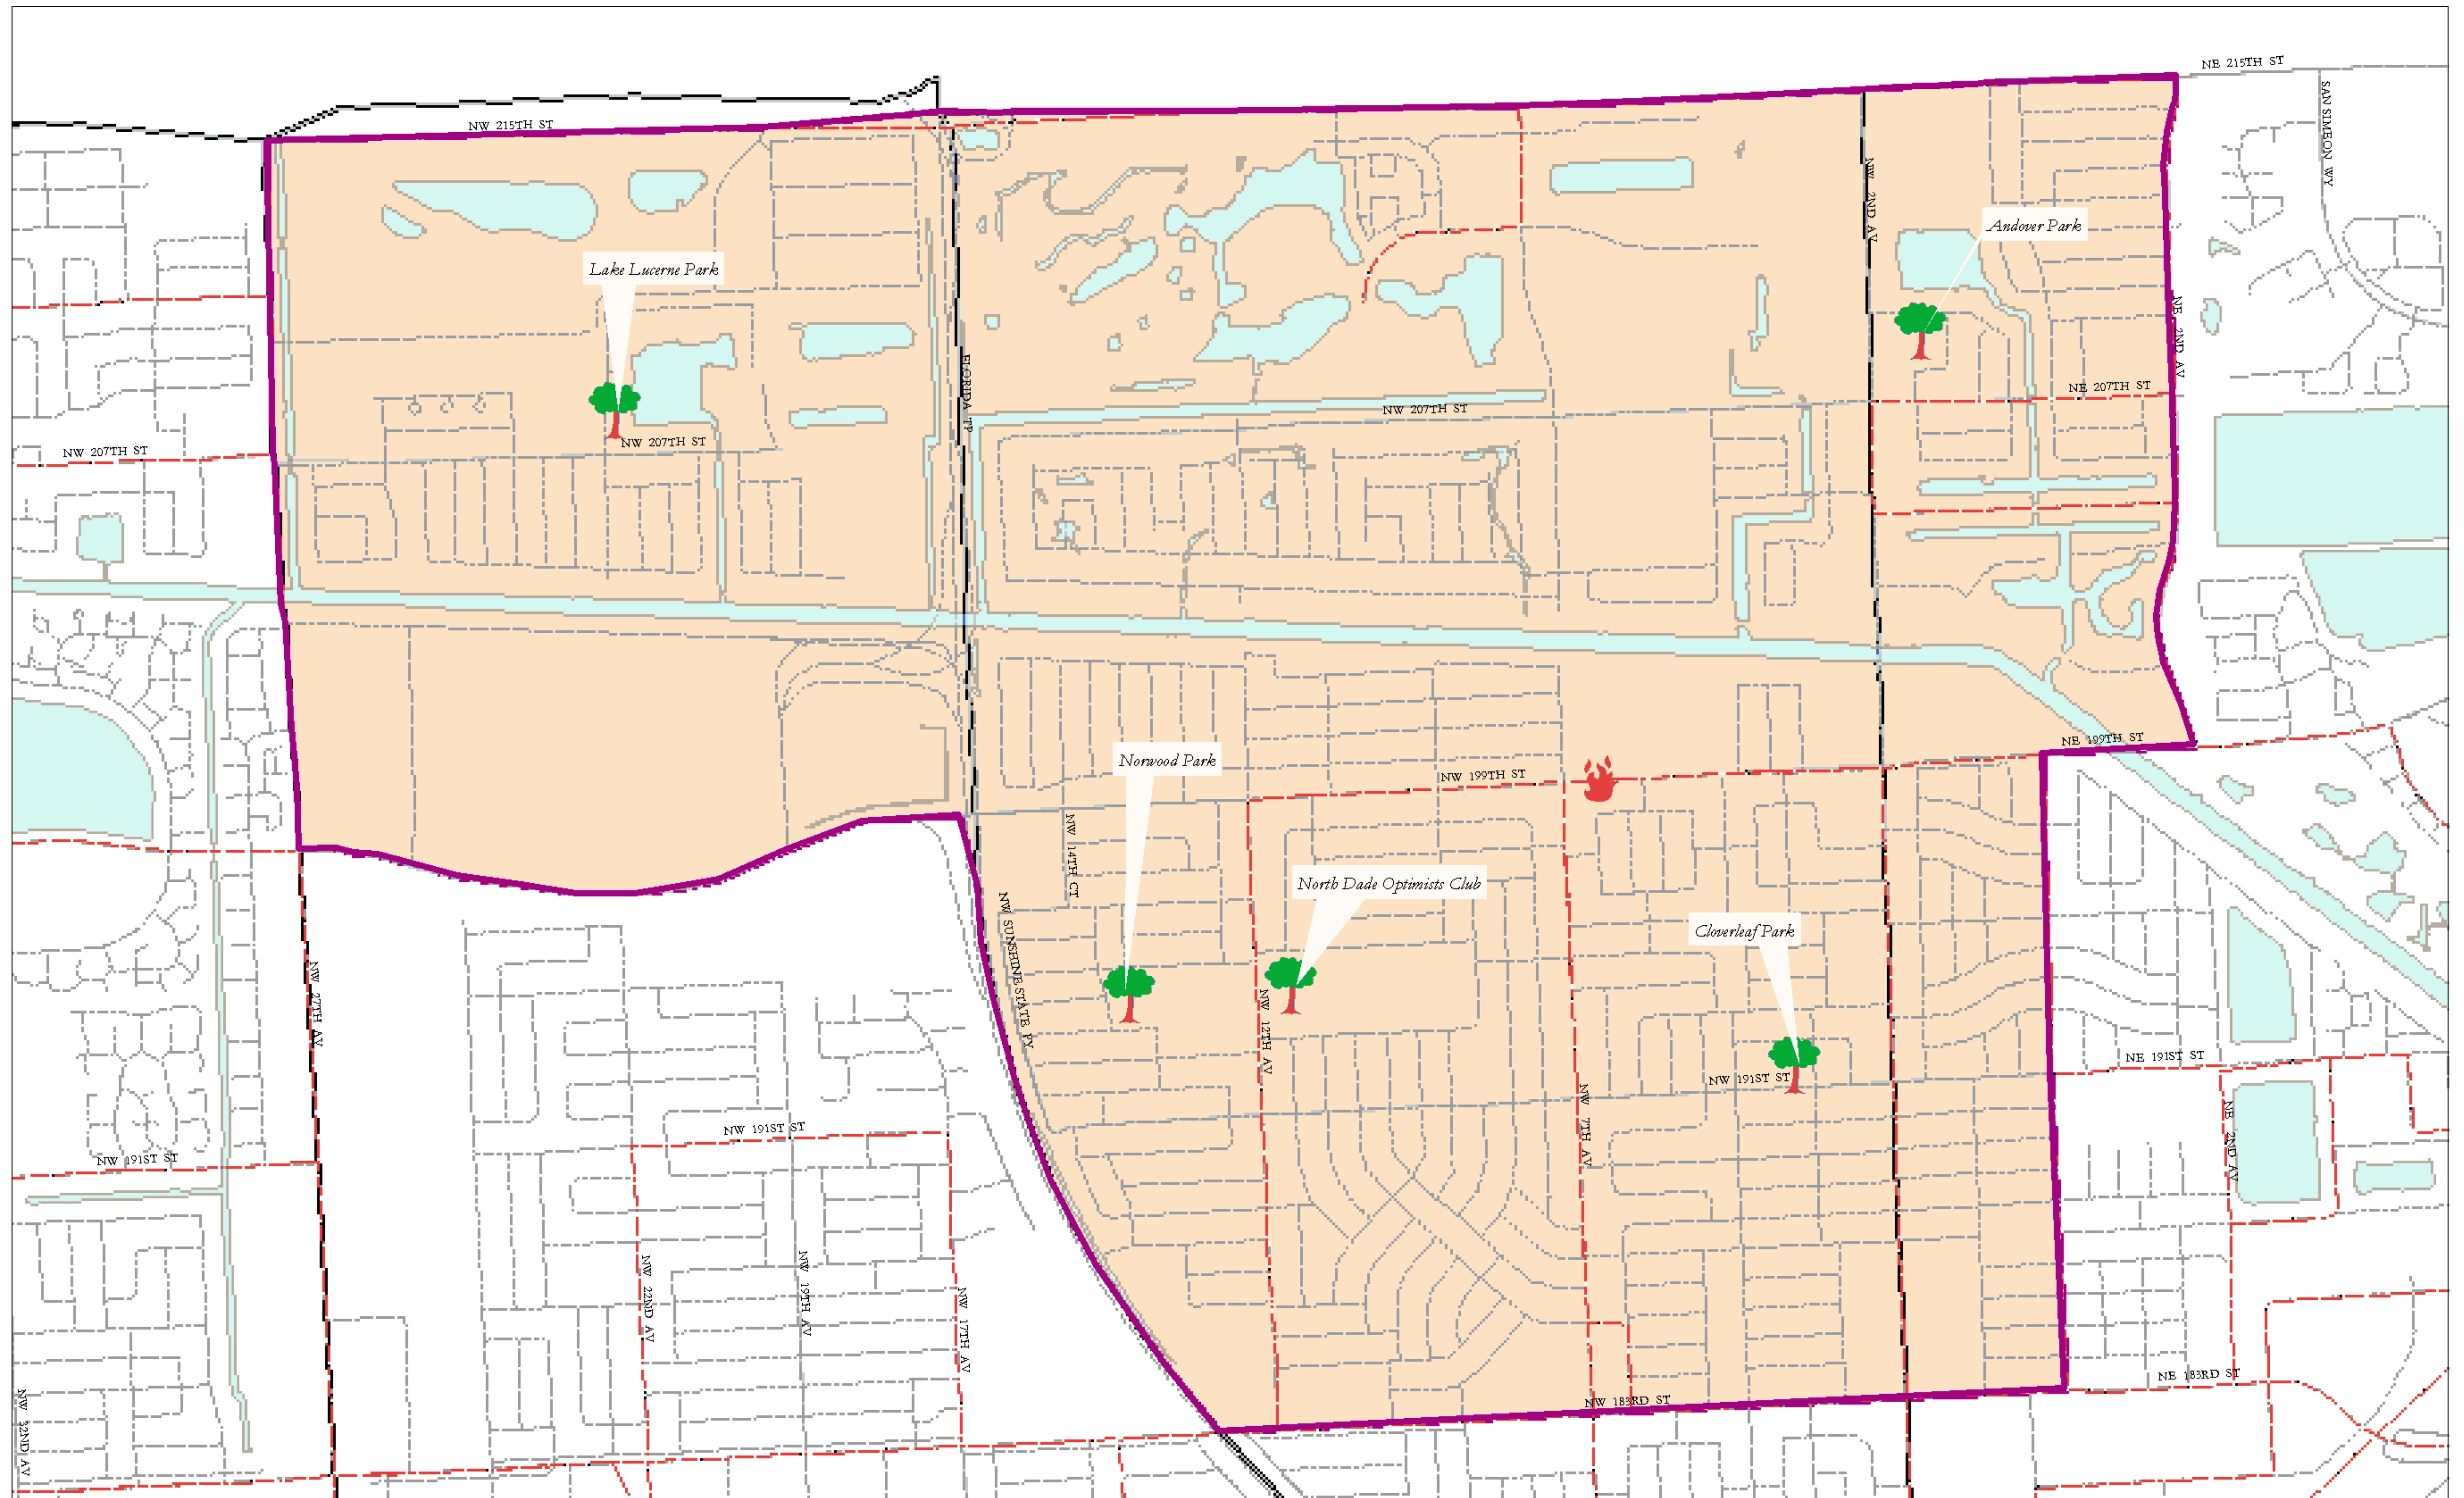 NE 215TH ST
SAN SIMEON WY
NW 215TH ST
NW 2ND AV
Andover Park
Lake Lucerne Park
NE 2ND AV
FLORIDA TP
NE 207TH ST
NW 207TH ST
NW 207TH ST
NW 207TH ST
NE 199TH ST
Norwood Park
NW 199TH ST
NW 14TH CT
North Dade Optimists Club
NW SUNSHINE STATE PX
Cloverleaf Park
NW 27TH AV
NW 12TH AV
NE 191ST ST
NW 191ST ST
NW 7TH AV
NE 2ND AV
NW 191ST ST
NW 191ST ST
NW 22ND AV
NW 19TH AV
NW 17TH AV
NE 183RD ST
NW 183RD ST
NW 32ND AV